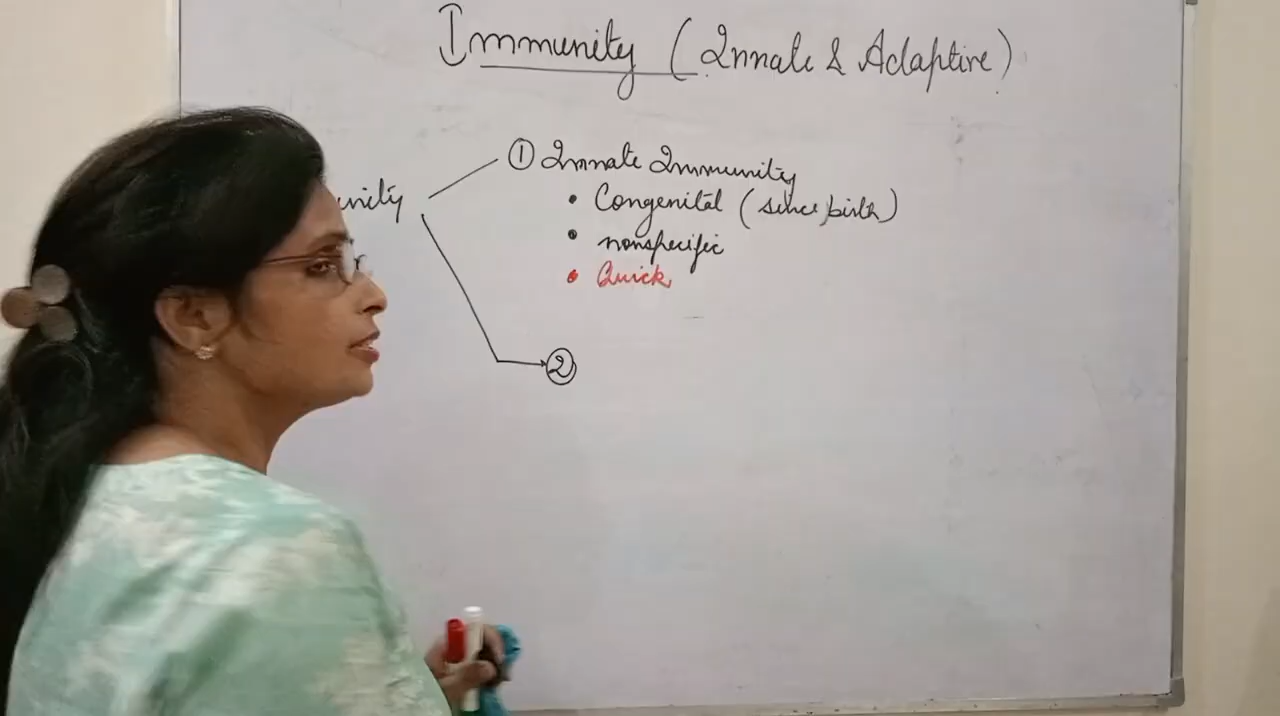 Immunity (Innate & Adaptive)
① Innate Immunity
• Congenital (since birth)
• nonspecific
• Quick
②